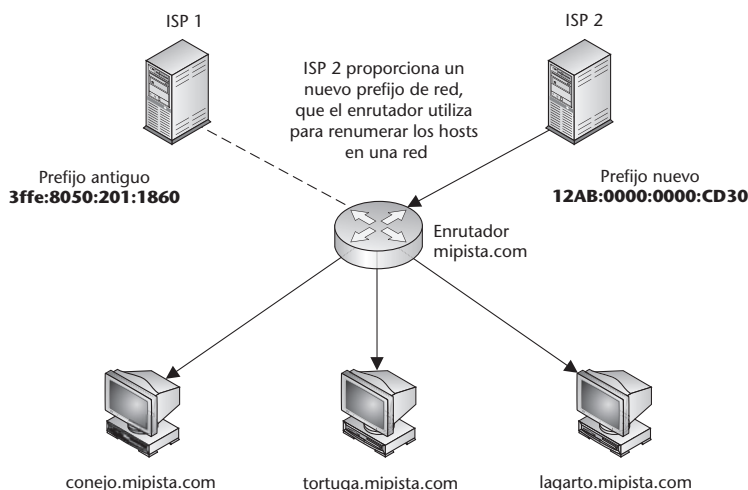 ISP 1
ISP 2
ISP 2 proporciona un
nuevo prefijo de red,
que el enrutador utiliza
para renumerar los hosts
en una red
Prefijo antiguo
3ffe:8050:201:1860
Prefijo nuevo
12AB:0000:0000:CD30
Enrutador
mipista.com
conejo.mipista.com
tortuga.mipista.com
lagarto.mipista.com